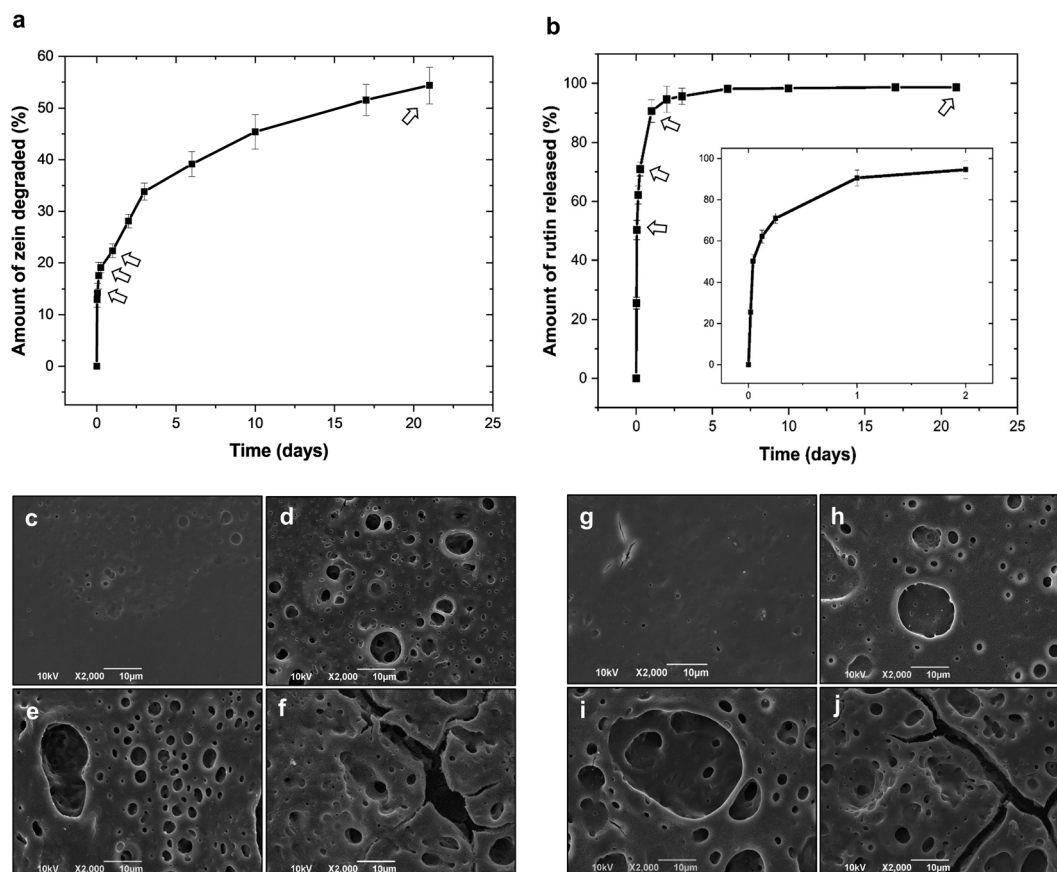 a
60
50
40
30
20
10
0
Amount of zein degraded (%)
0 5 10 15 20 25
Time (days)
b
100
80
60
40
20
0
Amount of rutin released (%)
100
80
60
40
20
0
0 1 2
0 5 10 15 20 25
Time (days)
c
10kV X2,000 10µm
d
10kV X2,000 10µm
e
10kV X2,000 10µm
f
10kV X2,000 10µm
g
10kV X2,000 10µm
h
10kV X2,000 10µm
i
10kV X2,000 10µm
j
10kV X2,000 10µm